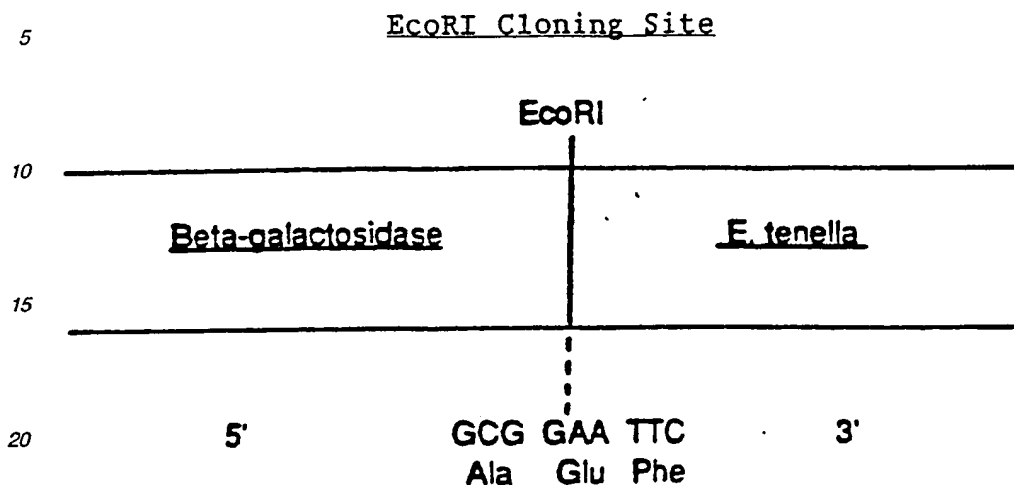 5 EcoRI Cloning Site
EcoRI
10
Beta-galactosidase E. tenella
15
20 5' GCG GAA TTC 3'
Ala Glu Phe